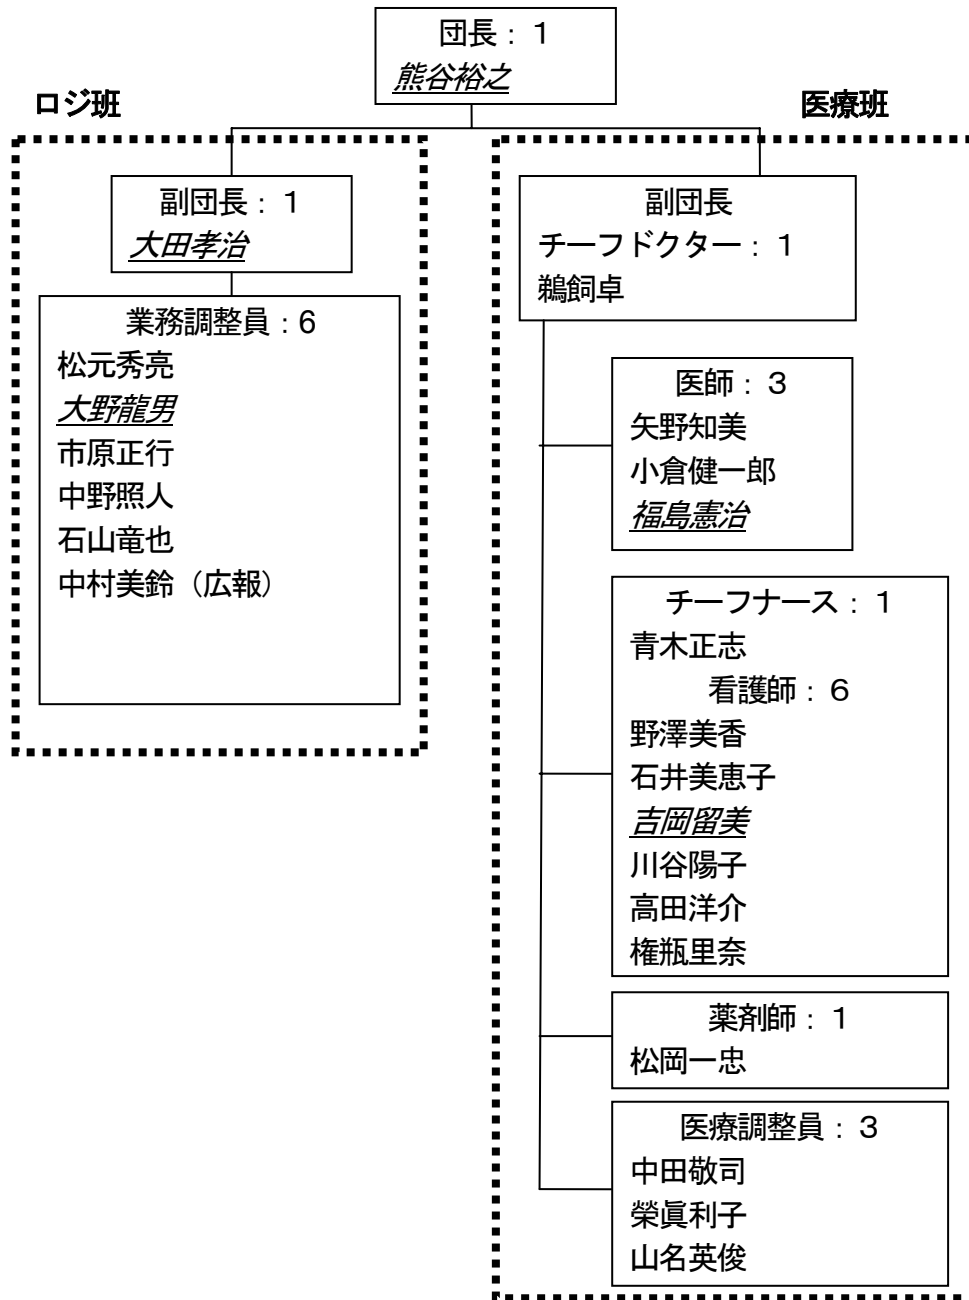 団長：１
熊谷裕之
ロジ班
副団長：１
大田孝治
業務調整員：6
松元秀亮
大野龍男
市原正行
中野照人
石山竜也
中村美鈴（広報）
医療班
副団長
チーフドクター：１
鵜飼卓
医師：３
矢野知美
小倉健一郎
福島憲治
チーフナース：１
青木正志
看護師：６
野澤美香
石井美恵子
吉岡留美
川谷陽子
高田洋介
権瓶里奈
薬剤師：１
松岡一忠
医療調整員：３
中田敬司
榮眞利子
山名英俊